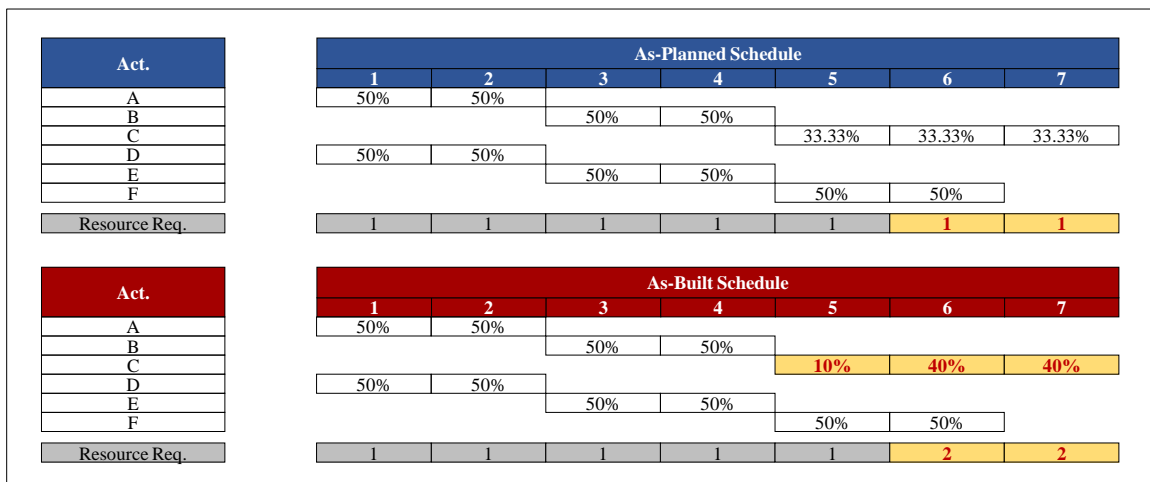 Act. As-Planned Schedule
1 2 3 4 5 6 7
A 50% 50%
B 50% 50%
C 33.33% 33.33% 33.33%
D 50% 50%
E 50% 50%
F 50% 50%
Resource Req. 1 1 1 1 1 1 1
Act. As-Built Schedule
1 2 3 4 5 6 7
A 50% 50%
B 50% 50%
C 10% 40% 40%
D 50% 50%
E 50% 50%
F 50% 50%
Resource Req. 1 1 1 1 1 2 2